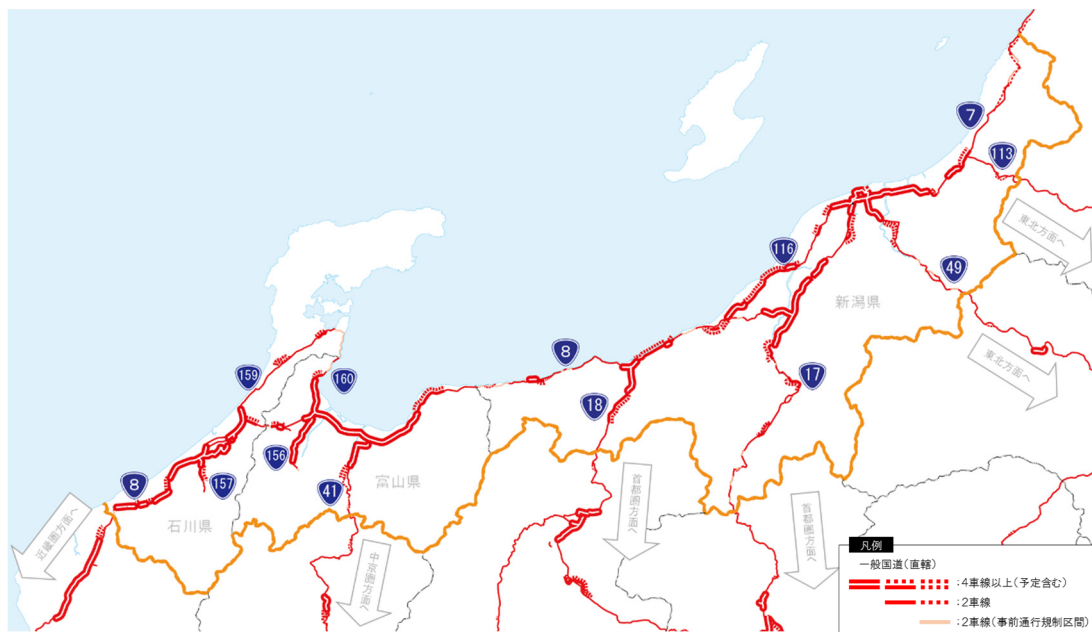 7
113
東北方面へ
116
49
新潟県
8
159
160
18
17
東北方面へ
156
8
157
41
富山県
石川県
近畿圏方面へ
中京圏方面へ
首都圏方面へ
首都圏方面へ
凡例
一般国道(直轄)
:4車線以上(予定含む)
:2車線
:2車線(事前通行規制区間)